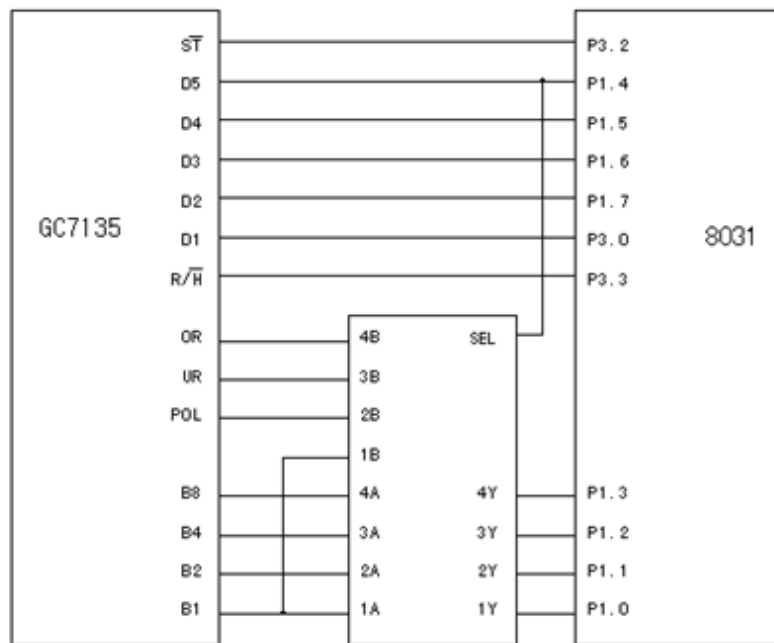 S̅T̅ P3.2
D5 P1.4
D4 P1.5
D3 P1.6
D2 P1.7
GC7135 8031
D1 P3.0
R/H̅ P3.3
OR 4B SEL
UR 3B
POL 2B
1B
B8 4A 4Y P1.3
B4 3A 3Y P1.2
B2 2A 2Y P1.1
B1 1A 1Y P1.0